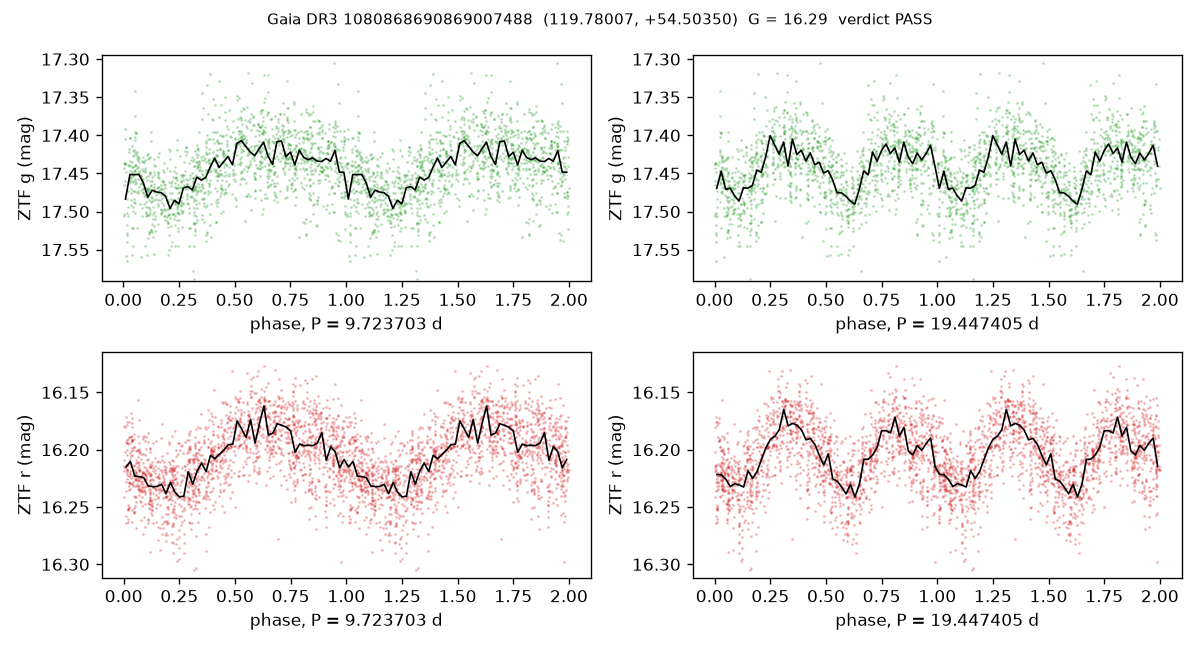 Gaia DR3 1080868690869007488 (119.78007, +54.50350) G = 16.29 verdict PASS
17.30
17.35
17.40
17.45
17.50
17.55
ZTF g (mag)
0.00 0.25 0.50 0.75 1.00 1.25 1.50 1.75 2.00
phase, P = 9.723703 d
17.30
17.35
17.40
17.45
17.50
17.55
ZTF g (mag)
0.00 0.25 0.50 0.75 1.00 1.25 1.50 1.75 2.00
phase, P = 19.447405 d
16.15
16.20
16.25
16.30
ZTF r (mag)
0.00 0.25 0.50 0.75 1.00 1.25 1.50 1.75 2.00
phase, P = 9.723703 d
16.15
16.20
16.25
16.30
ZTF r (mag)
0.00 0.25 0.50 0.75 1.00 1.25 1.50 1.75 2.00
phase, P = 19.447405 d